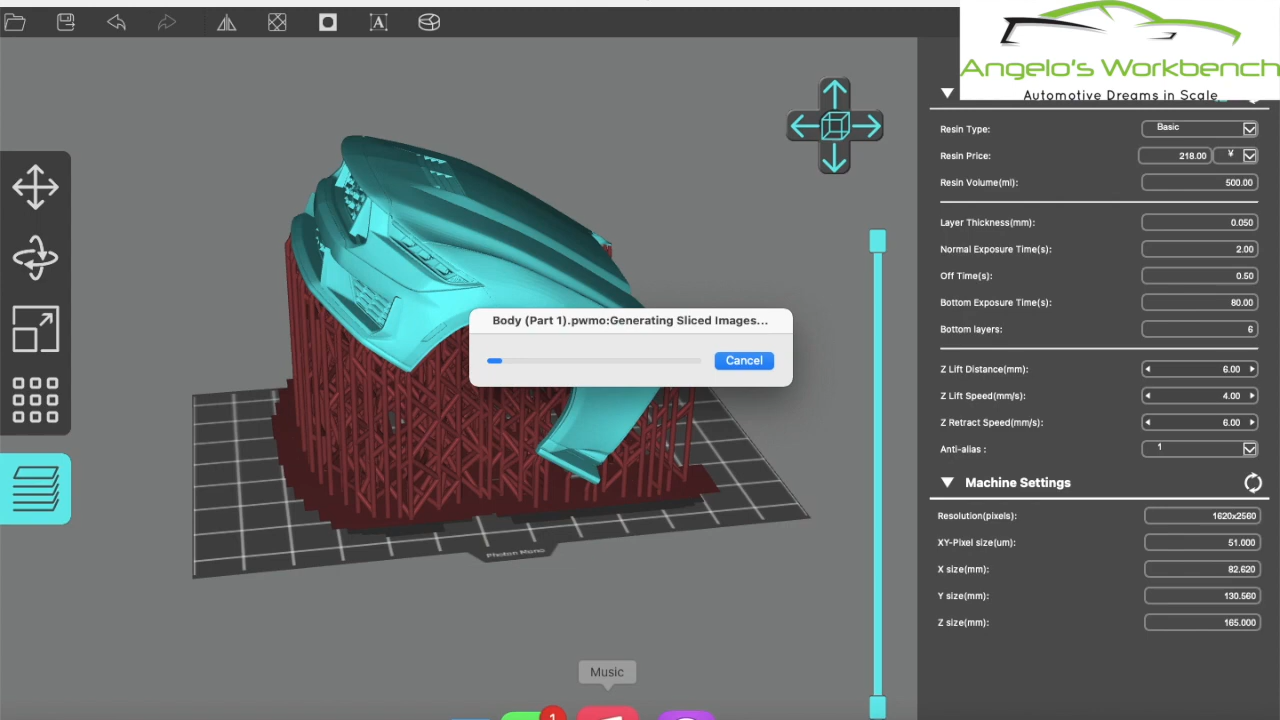 A
Angelo's Workbench
Automotive Dreams in Scale
Resin Type: Basic
Resin Price: 218.00 ¥
Resin Volume(ml): 500.00
Layer Thickness(mm): 0.050
Normal Exposure Time(s): 2.00
Off Time(s): 0.50
Bottom Exposure Time(s): 80.00
Bottom layers: 6
Body (Part 1).pwmo:Generating Sliced Images...
Cancel
Z Lift Distance(mm): 6.00
Z Lift Speed(mm/s): 4.00
Z Retract Speed(mm/s): 6.00
Anti-alias : 1
Machine Settings
Resolution(pixels): 1620x2560
XY-Pixel size(um): 51.000
X size(mm): 82.620
Y size(mm): 130.560
Z size(mm): 165.000
Photon Mono
Music
1